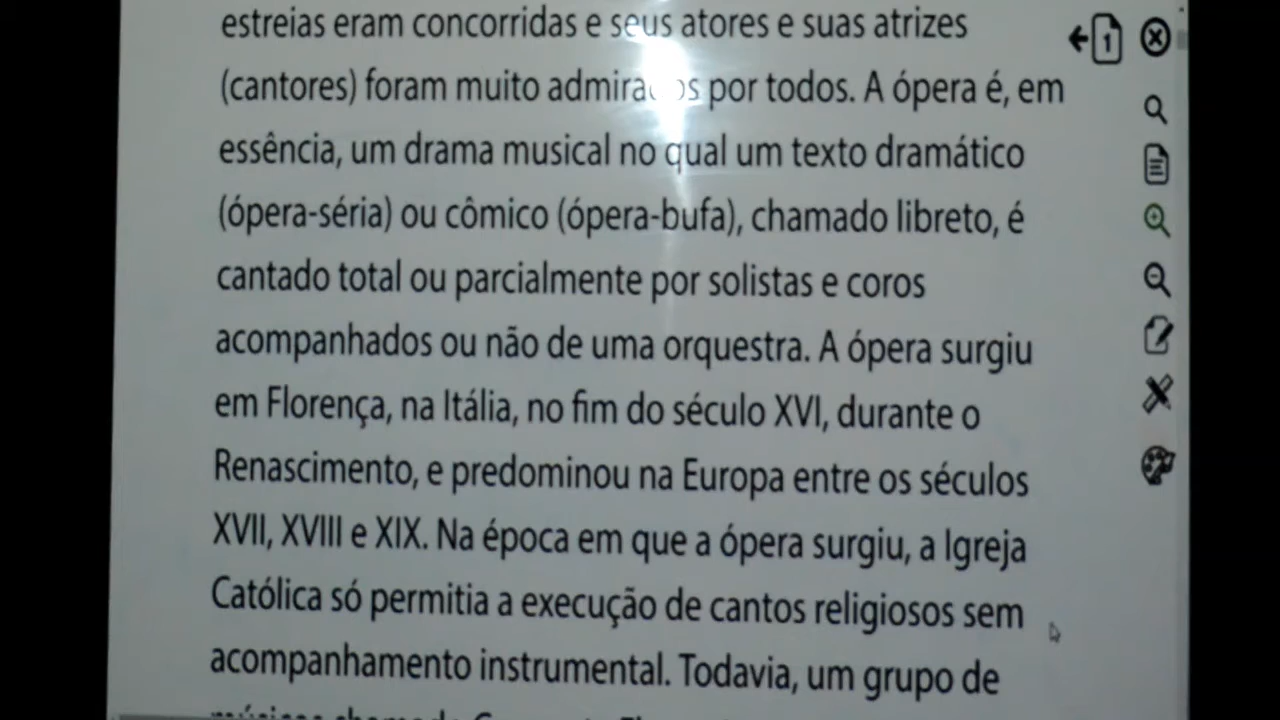 estreias eram concorridas e seus atores e suas atrizes
(cantores) foram muito admirados por todos. A ópera é, em
essência, um drama musical no qual um texto dramático
(ópera-séria) ou cômico (ópera-bufa), chamado libreto, é
cantado total ou parcialmente por solistas e coros
acompanhados ou não de uma orquestra. A ópera surgiu
em Florença, na Itália, no fim do século XVI, durante o
Renascimento, e predominou na Europa entre os séculos
XVII, XVIII e XIX. Na época em que a ópera surgiu, a Igreja
Católica só permitia a execução de cantos religiosos sem
acompanhamento instrumental. Todavia, um grupo de
1